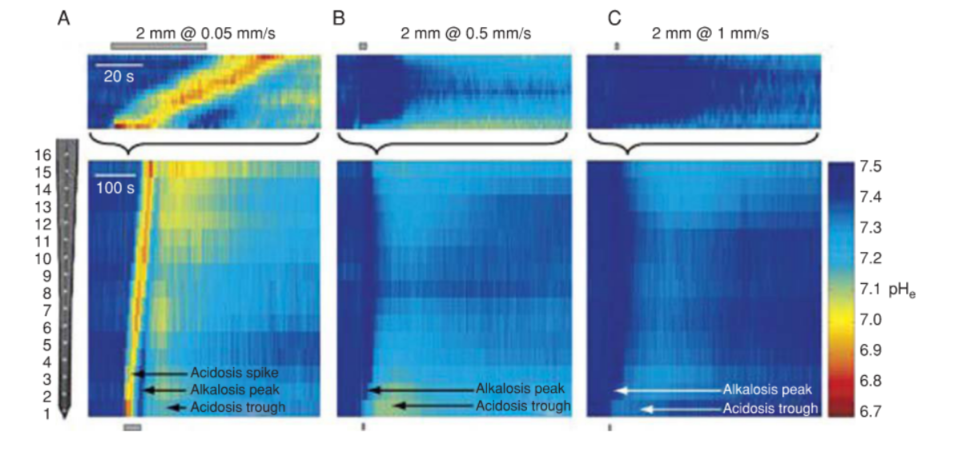 A
B
C
2 mm @ 0.05 mm/s
2 mm @ 0.5 mm/s
2 mm @ 1 mm/s
20 s
100 s
16
15
14
13
12
11
10
9
8
7
6
5
4
3
2
1
Acidosis spike
Alkalosis peak
Acidosis trough
Alkalosis peak
Acidosis trough
Alkalosis peak
Acidosis trough
7.5
7.4
7.3
7.2
7.1 pHe
7.0
6.9
6.8
6.7